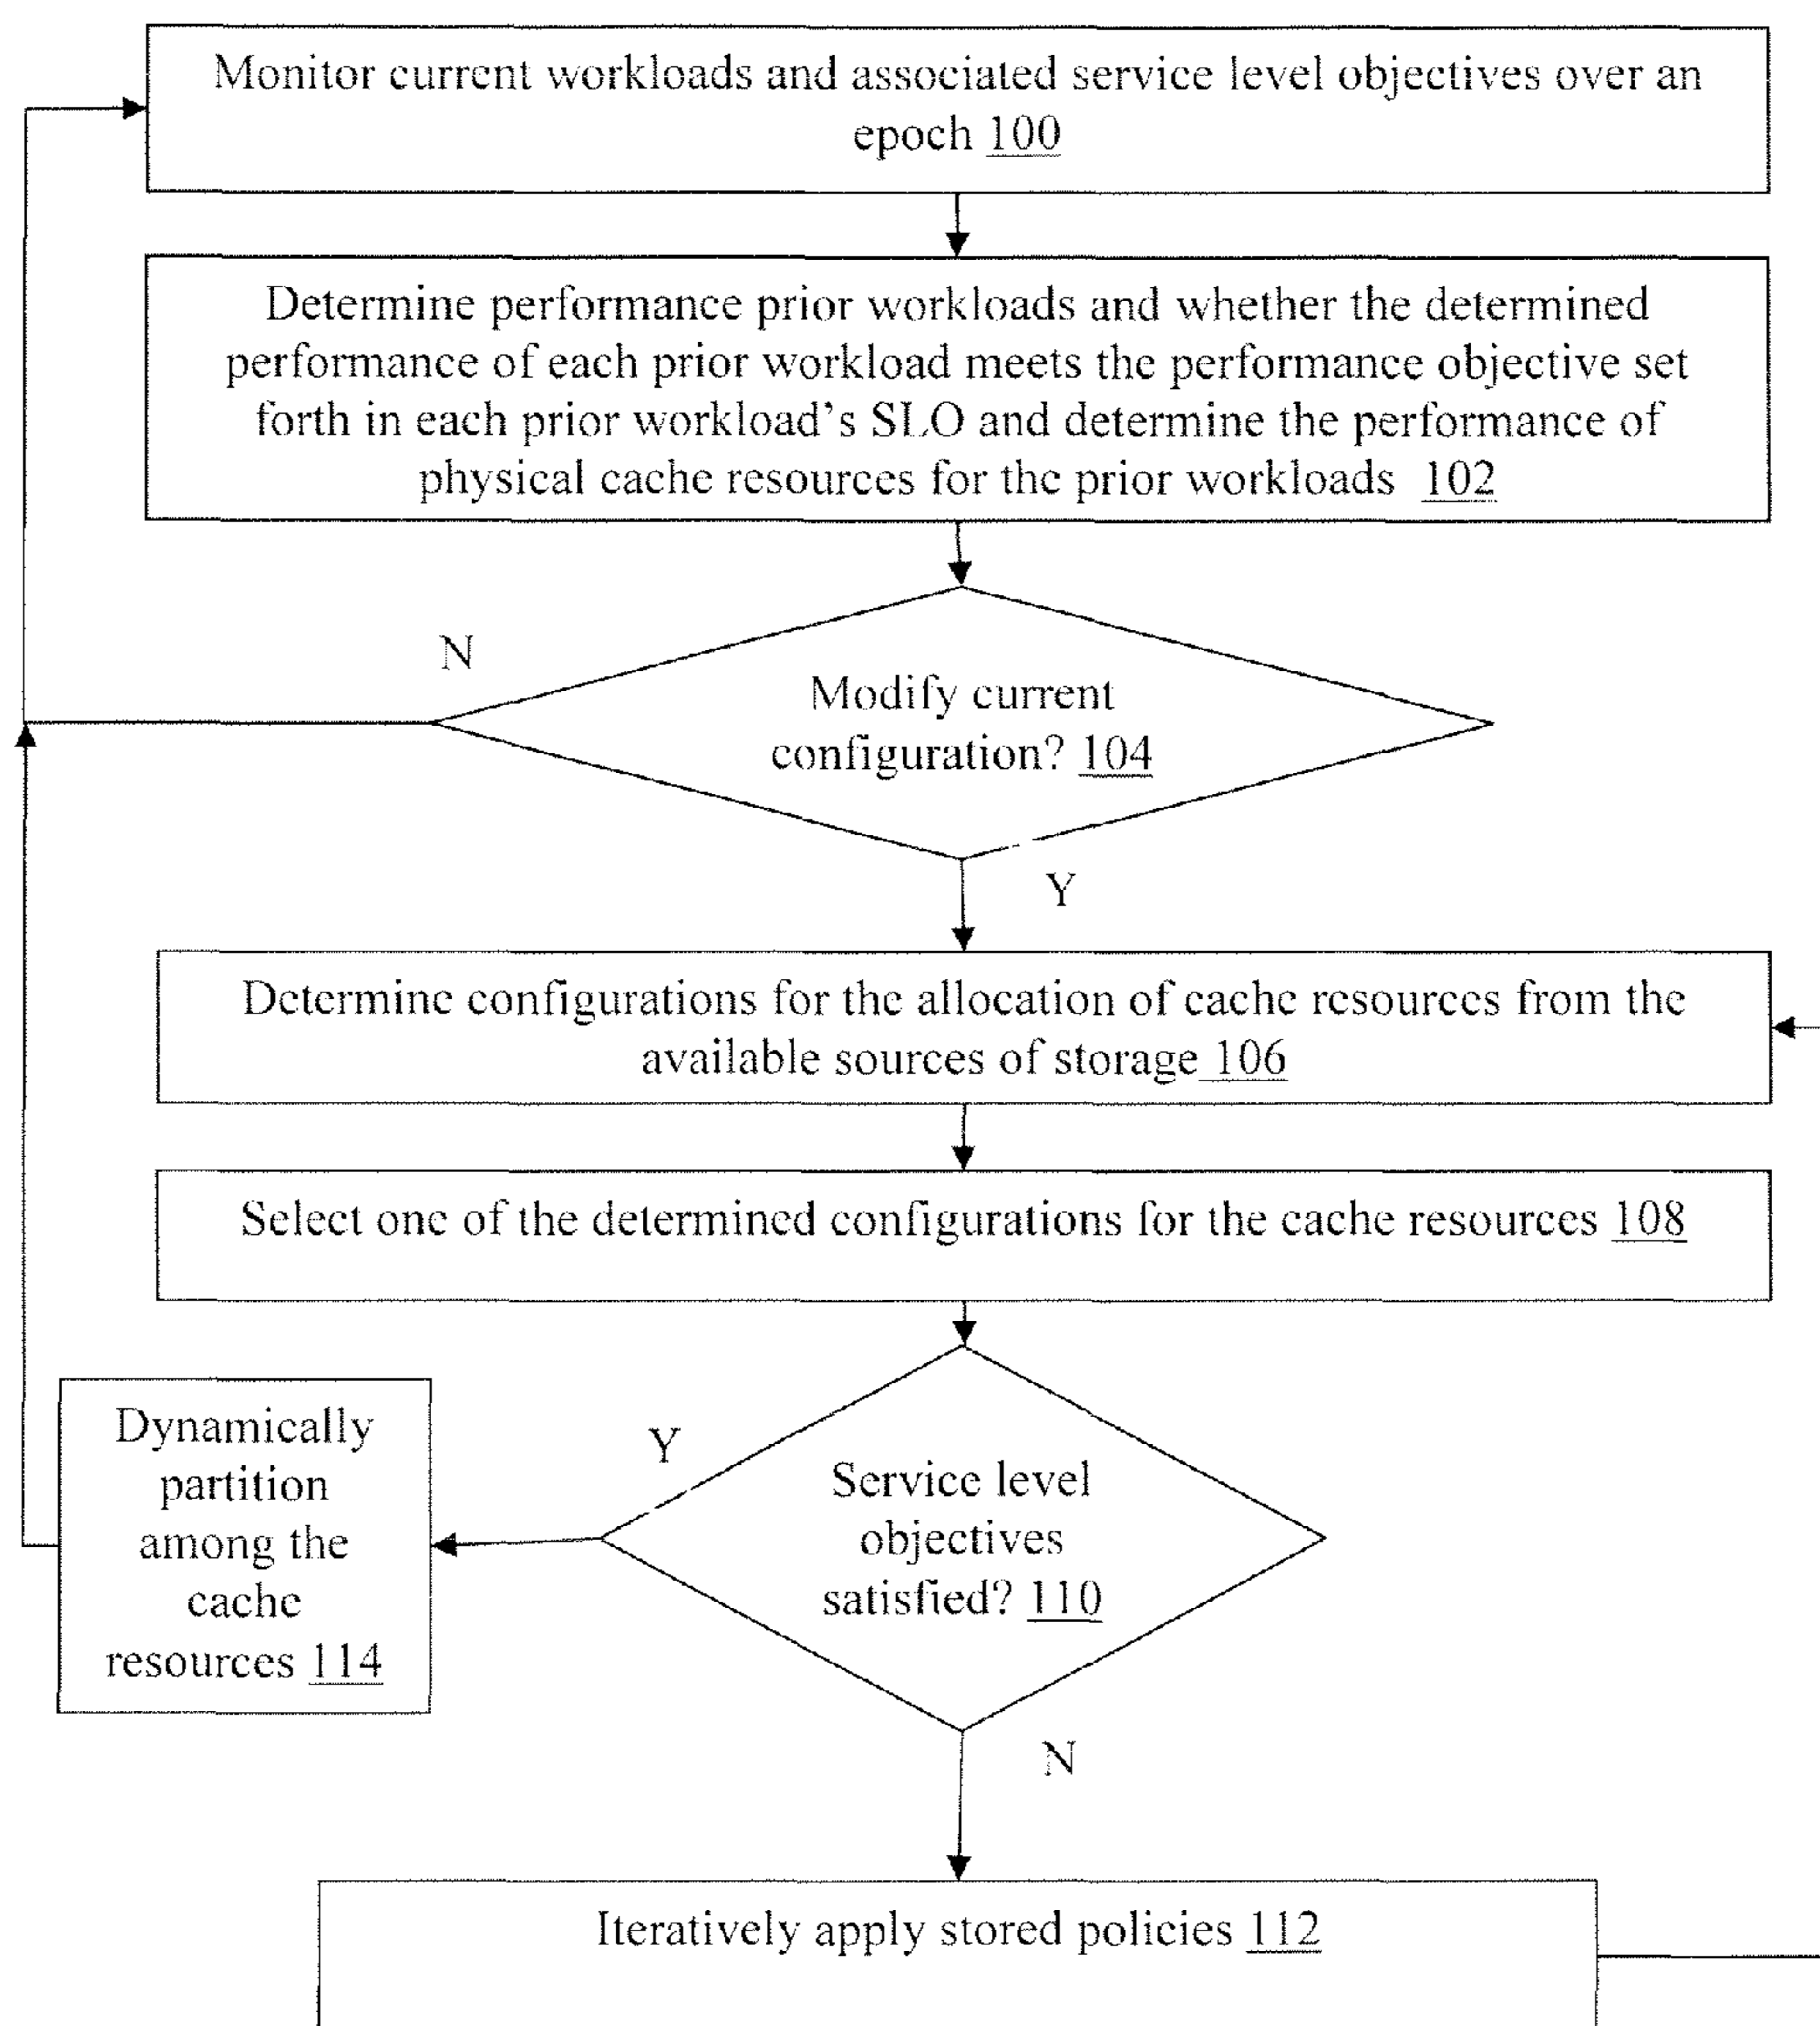 Monitor current workloads and associated service level objectives over an
epoch 100
Determine performance prior workloads and whether the determined
performance of each prior workload meets the performance objective set
forth in each prior workload's SLO and determine the performance of
physical cache resources for the prior workloads 102
N
Modify current
configuration? 104
Y
Determine configurations for the allocation of cache resources from the
available sources of storage 106
Select one of the determined configurations for the cache resources 108
Dynamically
partition
among the
cache
resources 114
Y
Service level
objectives
satisfied? 110
N
Iteratively apply stored policies 112